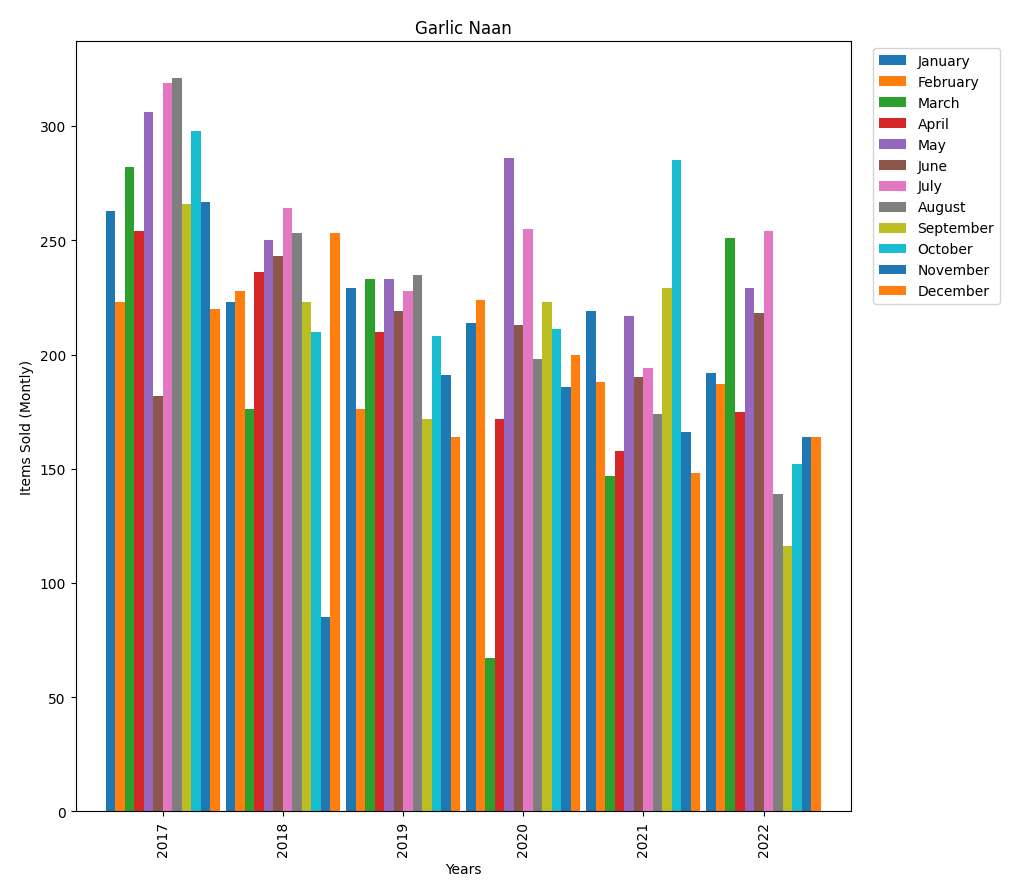 Garlic Naan
Items Sold (Montly)
300
250
200
150
100
50
0
2017
2018
2019
2020
2021
2022
Years
January
February
March
April
May
June
July
August
September
October
November
December